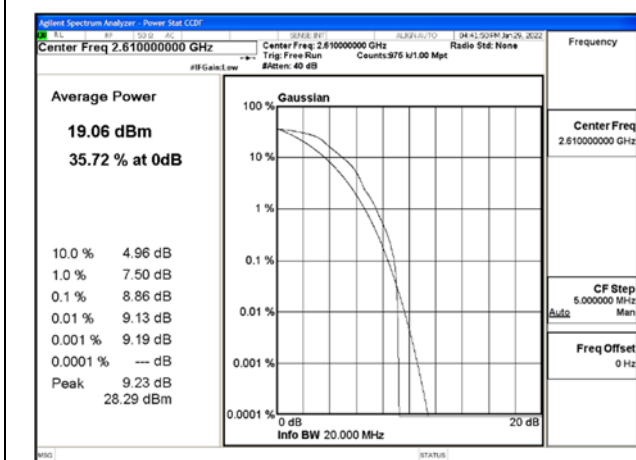 Agilent Spectrum Analyzer - Power Stat CCDF
RL RF 50 Ω AC SENSE:INT ALIGN AUTO 04:41:50 PM Jan 29, 2022
Center Freq 2.610000000 GHz
Center Freq: 2.610000000 GHz Radio Std: None
Trig: Free Run Counts:975 k/1.00 Mpt
#IFGain:Low #Atten: 40 dB
Frequency
Average Power
19.06 dBm
35.72 % at 0dB
10.0 % 4.96 dB
1.0 % 7.50 dB
0.1 % 8.86 dB
0.01 % 9.13 dB
0.001 % 9.19 dB
0.0001 % --- dB
Peak 9.23 dB
28.29 dBm
Gaussian
100 %
10 %
1 %
0.1 %
0.01 %
0.001 %
0.0001 %
0 dB 20 dB
Info BW 20.000 MHz
Center Freq
2.610000000 GHz
CF Step
5.000000 MHz
Auto Man
Freq Offset
0 Hz
MSG STATUS